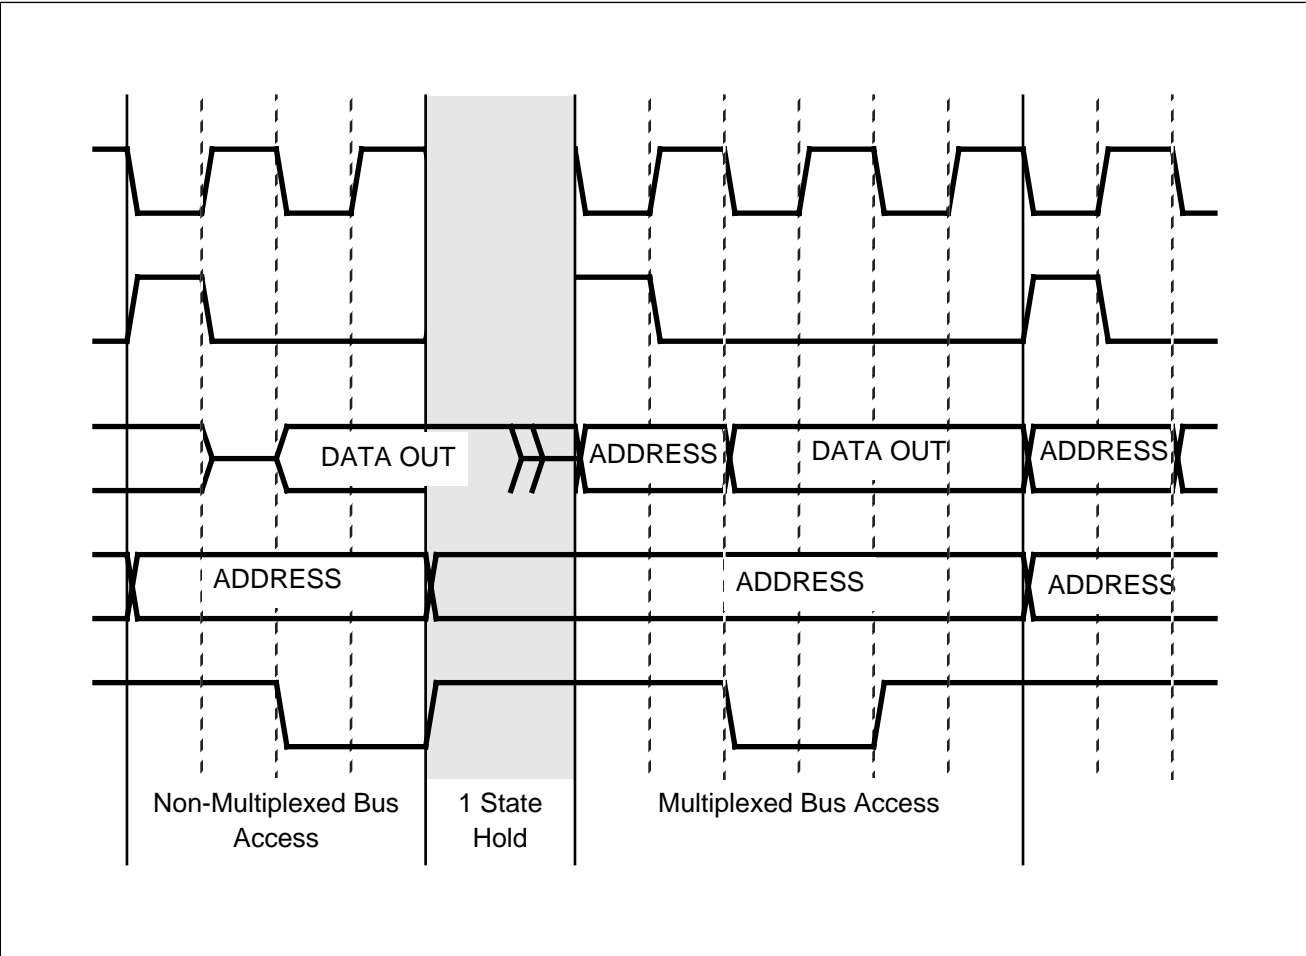 DATA OUT
ADDRESS
DATA OUT
ADDRESS
ADDRESS
ADDRESS
ADDRESS
Non-Multiplexed Bus
Access
1 State
Hold
Multiplexed Bus Access